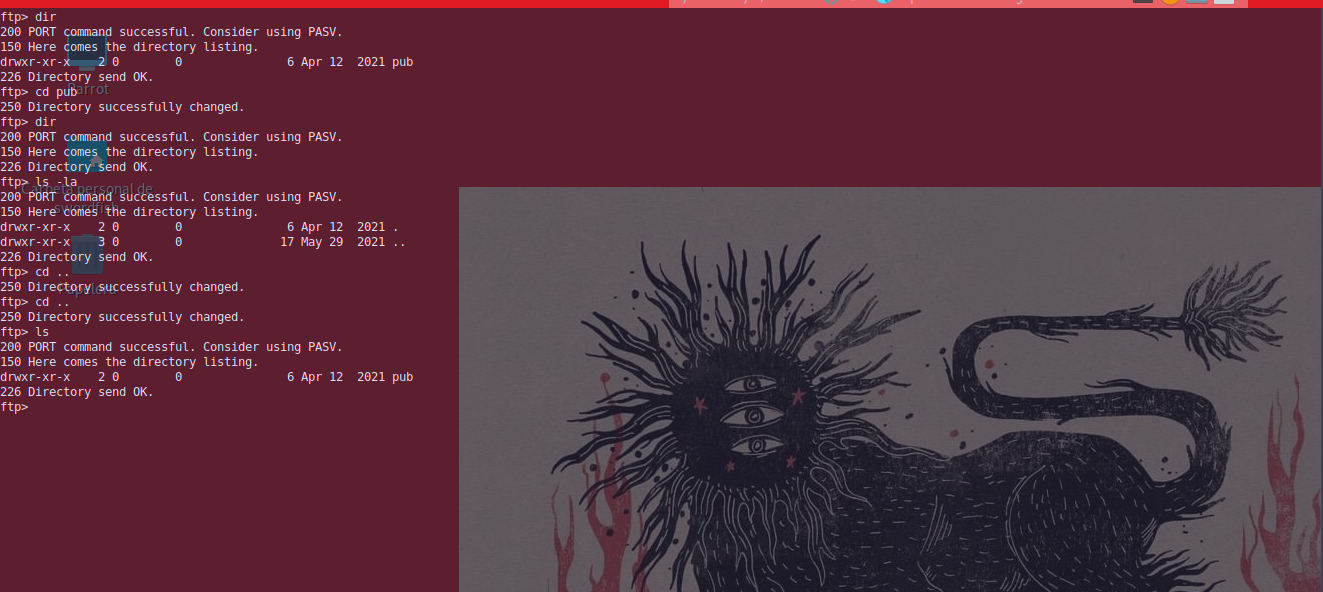 ftp> dir
200 PORT command successful. Consider using PASV.
150 Here comes the directory listing.
drwxr-xr-x    2 0        0               6 Apr 12  2021 pub
226 Directory send OK.
Parrot
ftp> cd pub
250 Directory successfully changed.
ftp> dir
200 PORT command successful. Consider using PASV.
150 Here comes the directory listing.
226 Directory send OK.
ftp> ls -la
Carpeta personal de
200 PORT command successful. Consider using PASV.
swordfish
150 Here comes the directory listing.
drwxr-xr-x    2 0        0               6 Apr 12  2021 .
drwxr-xr-x    3 0        0              17 May 29  2021 ..
226 Directory send OK.
ftp> cd ..
250 Directory successfully changed.
Papelera
ftp> cd ..
250 Directory successfully changed.
ftp> ls
200 PORT command successful. Consider using PASV.
150 Here comes the directory listing.
drwxr-xr-x    2 0        0               6 Apr 12  2021 pub
226 Directory send OK.
ftp>